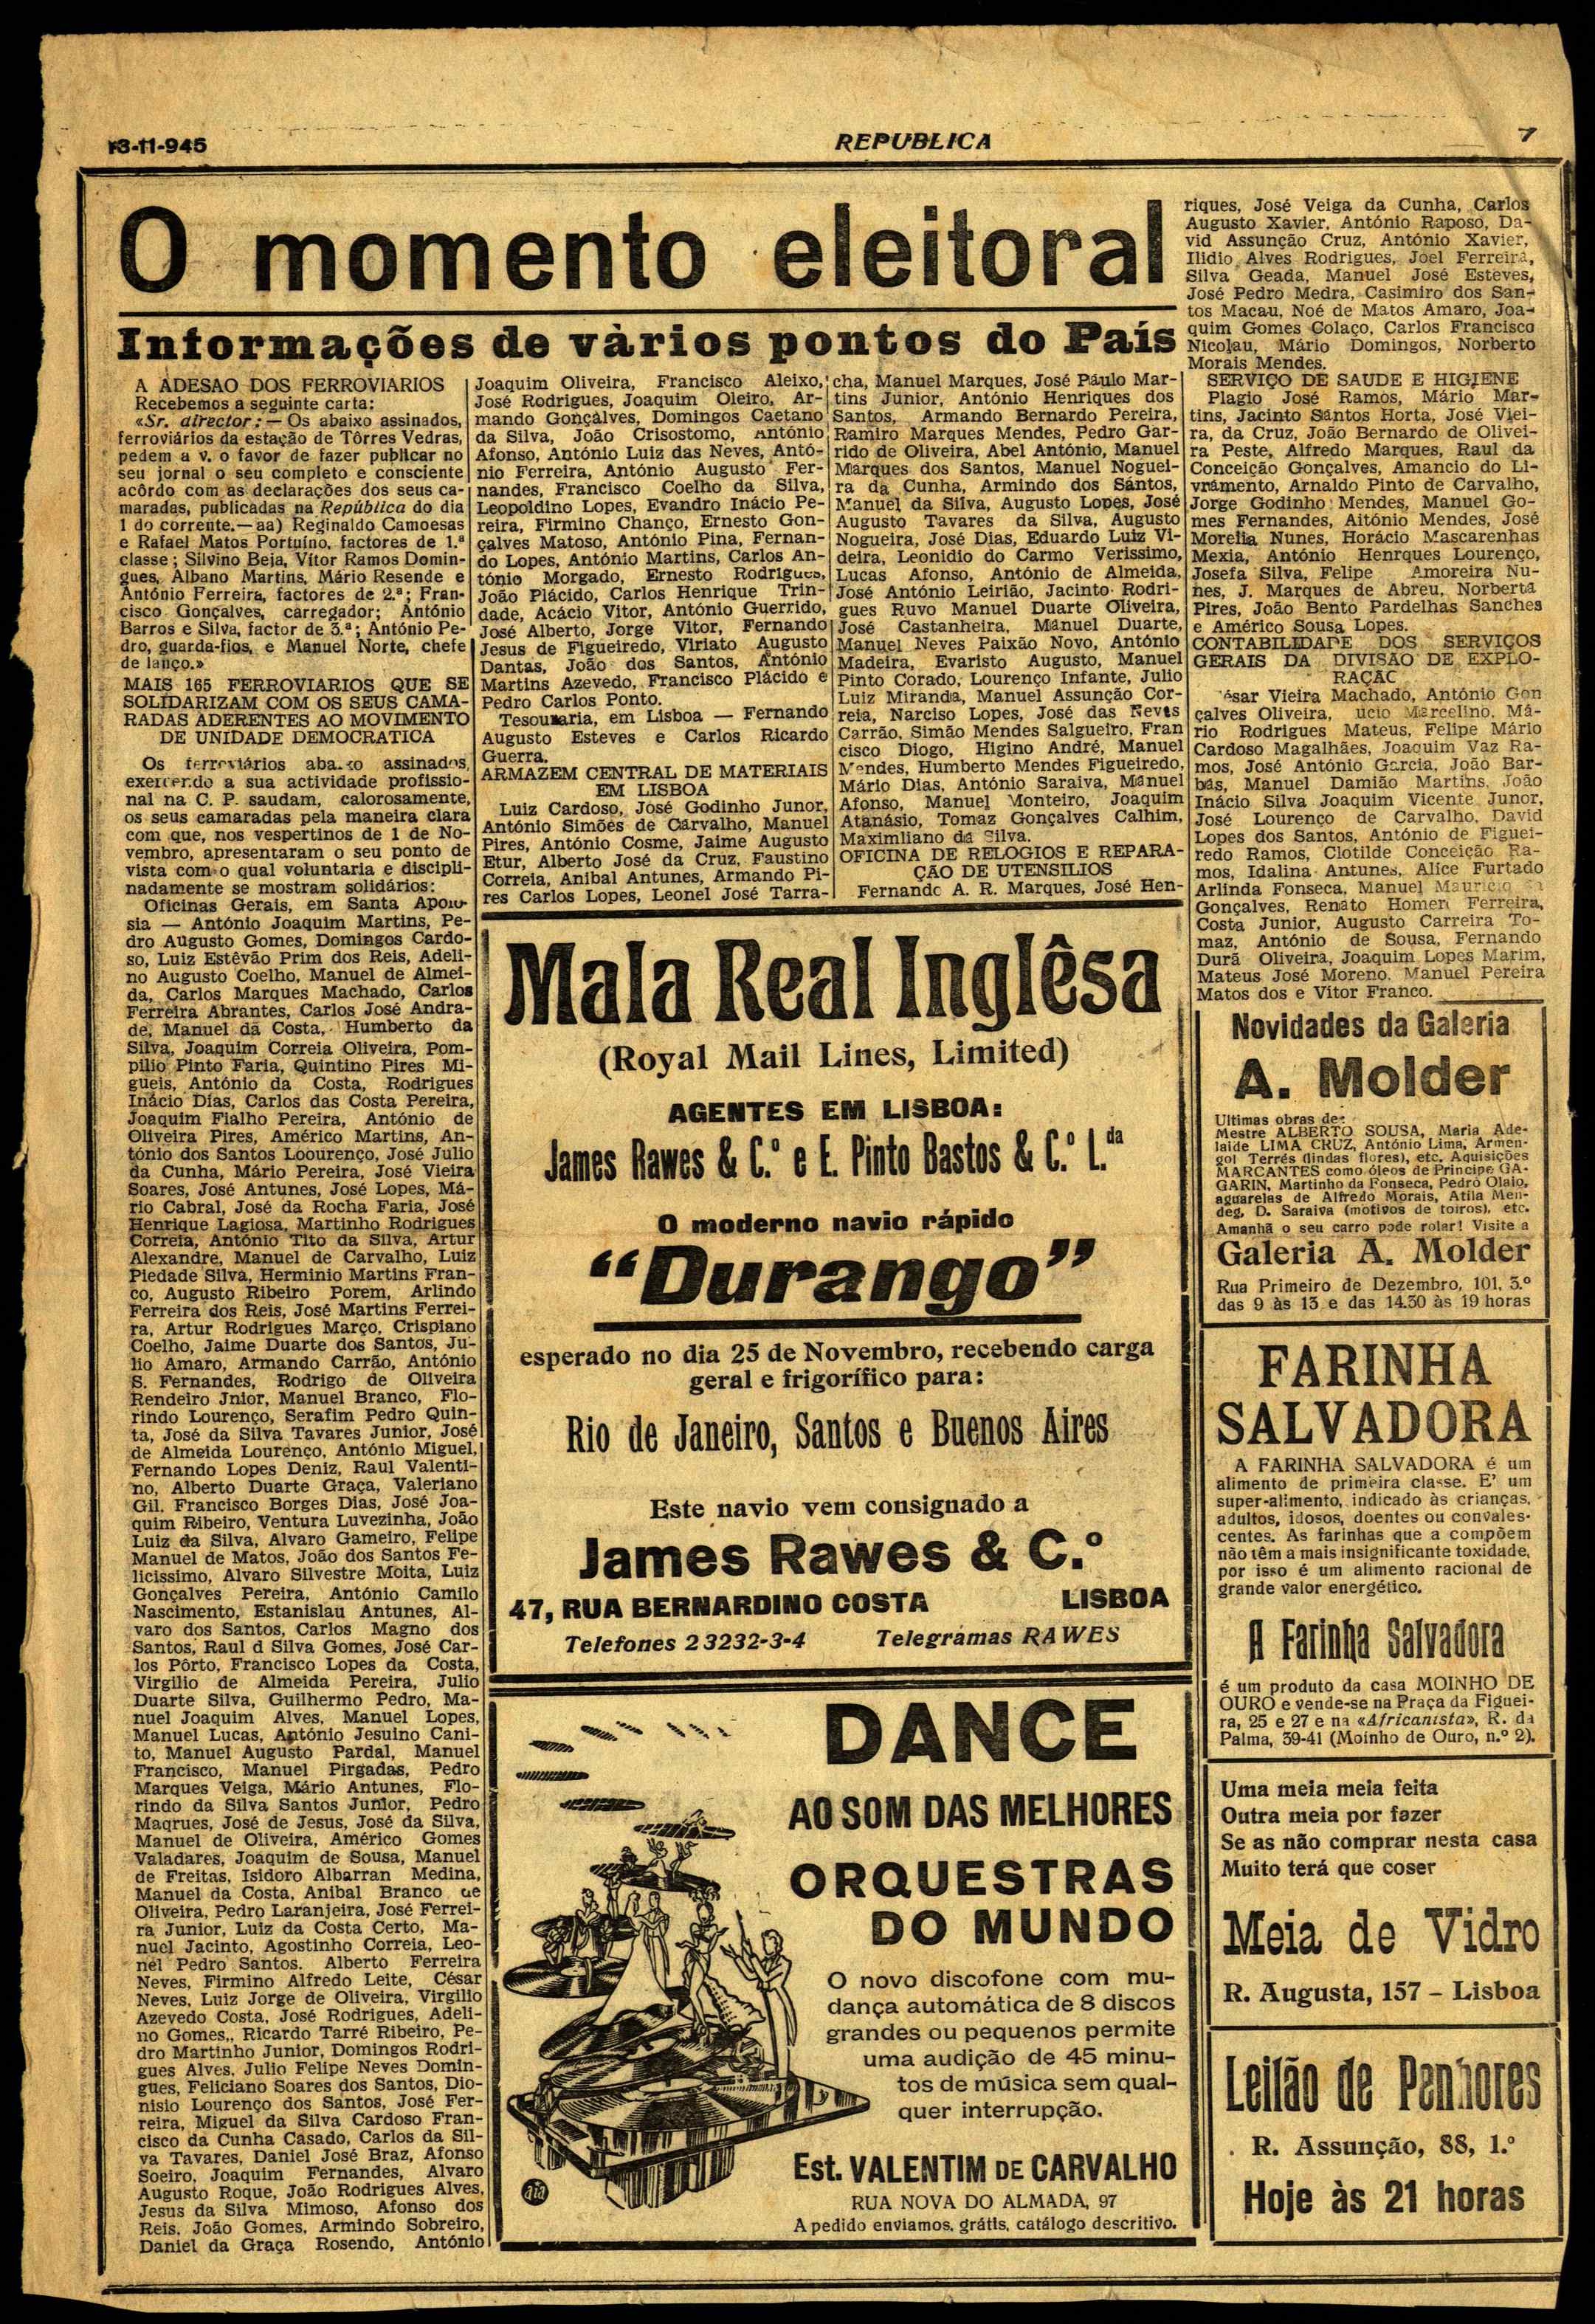 13-11-945
REPUBLICA
7
O momento eleitoral
Informações de vàrios pontos do País
A ADESAO DOS FERROVIARIOS
Recebemos a seguinte carta:
«Sr. director: — Os abaixo assinados,
ferroviários da estação de Tôrres Vedras,
pedem a v. o favor de fazer publicar no
seu jornal o seu completo e consciente
acôrdo com as declarações dos seus ca-
maradas, publicadas na República do dia
1 do corrente.—aa) Reginaldo Camoesas
e Rafael Matos Portuíno, factores de 1.ª
classe; Silvino Beja, Vítor Ramos Domin-
gues, Albano Martins, Mário Resende e
António Ferreira, factores de 2.ª; Fran-
cisco Gonçalves, carregador; António
Barros e Silva, factor de 3.ª; António Pe-
dro, guarda-fios, e Manuel Norte, chefe
de lanço.»
MAIS 165 FERROVIARIOS QUE SE
SOLIDARIZAM COM OS SEUS CAMA-
RADAS ADERENTES AO MOVIMENTO
DE UNIDADE DEMOCRATICA
Os ferroviários abaixo assinados,
exercendo a sua actividade profissio-
nal na C. P. saudam, calorosamente,
os seus camaradas pela maneira clara
com que, nos vespertinos de 1 de No-
vembro, apresentaram o seu ponto de
vista com o qual voluntaria e discipli-
nadamente se mostram solidários:
Oficinas Gerais, em Santa Apolo-
sia — António Joaquim Martins, Pe-
dro Augusto Gomes, Domingos Cardo-
so, Luiz Estêvão Prim dos Reis, Adeli-
no Augusto Coelho, Manuel de Almei-
da, Carlos Marques Machado, Carlos
Ferreira Abrantes, Carlos José Andra-
de, Manuel da Costa, Humberto da
Silva, Joaquim Correia Oliveira, Pom-
pilio Pinto Faria, Quintino Pires Mi-
gueis, António da Costa, Rodrigues
Inácio Dias, Carlos das Costa Pereira,
Joaquim Fialho Pereira, António de
Oliveira Pires, Américo Martins, An-
tónio dos Santos Loourenço, José Julio
da Cunha, Mário Pereira, José Vieira
Soares, José Antunes, José Lopes, Má-
rio Cabral, José da Rocha Faria, José
Henrique Lagiosa, Martinho Rodrigues
Correia, António Tito da Silva, Artur
Alexandre, Manuel de Carvalho, Luiz
Piedade Silva, Herminio Martins Fran-
co, Augusto Ribeiro Porem, Arlindo
Ferreira dos Reis, José Martins Ferrei-
ra, Artur Rodrigues Março, Crispiano
Coelho, Jaime Duarte dos Santos, Ju-
lio Amaro, Armando Carrão, António
S. Fernandes, Rodrigo de Oliveira
Rendeiro Jnior, Manuel Branco, Flo-
rindo Lourenço, Serafim Pedro Quin-
ta, José da Silva Tavares Junior, José
de Almeida Lourenço, António Miguel,
Fernando Lopes Deniz, Raul Valenti-
no, Alberto Duarte Graça, Valeriano
Gil. Francisco Borges Dias, José Joa-
quim Ribeiro, Ventura Luvezinha, João
Luiz da Silva, Alvaro Gameiro, Felipe
Manuel de Matos, João dos Santos Fe-
licissimo, Alvaro Silvestre Moita, Luiz
Gonçalves Pereira, António Camilo
Nascimento, Estanislau Antunes, Al-
varo dos Santos, Carlos Magno dos
Santos, Raul d Silva Gomes, José Car-
los Pôrto, Francisco Lopes da Costa,
Virgilio de Almeida Pereira, Julio
Duarte Silva, Guilhermo Pedro, Ma-
nuel Joaquim Alves, Manuel Lopes,
Manuel Lucas, António Jesuino Cani-
to, Manuel Augusto Pardal, Manuel
Francisco, Manuel Pirgadas, Pedro
Marques Veiga, Mário Antunes, Flo-
rindo da Silva Santos Junior, Pedro
Maqrues, José de Jesus, José da Silva,
Manuel de Oliveira, Américo Gomes
Valadares, Joaquim de Sousa, Manuel
de Freitas, Isidoro Albarran Medina,
Manuel da Costa, Anibal Branco de
Oliveira, Pedro Laranjeira, José Ferrei-
ra Junior, Luiz da Costa Certo, Ma-
nuel Jacinto, Agostinho Correia, Leo-
nel Pedro Santos. Alberto Ferreira
Neves, Firmino Alfredo Leite, César
Neves, Luiz Jorge de Oliveira, Virgilio
Azevedo Costa, José Rodrigues, Adeli-
no Gomes,, Ricardo Tarré Ribeiro, Pe-
dro Martinho Junior, Domingos Rodri-
gues Alves, Julio Felipe Neves Domin-
gues, Feliciano Soares dos Santos, Dio-
nisio Lourenço dos Santos, José Fer-
reira, Miguel da Silva Cardoso Fran-
cisco da Cunha Casado, Carlos da Sil-
va Tavares, Daniel José Braz, Afonso
Soeiro, Joaquim Fernandes, Alvaro
Augusto Roque, João Rodrigues Alves,
Jesus da Silva Mimoso, Afonso dos
Reis, João Gomes, Armindo Sobreiro,
Daniel da Graça Rosendo, António
Joaquim Oliveira, Francisco Aleixo,
José Rodrigues, Joaquim Oleiro, Ar-
mando Gonçalves, Domingos Caetano
da Silva, João Crisostomo, António
Afonso, António Luiz das Neves, Antó-
nio Ferreira, António Augusto Fer-
nandes, Francisco Coelho da Silva,
Leopoldino Lopes, Evandro Inácio Pe-
reira, Firmino Chanço, Ernesto Gon-
çalves Matoso, António Pina, Fernan-
do Lopes, António Martins, Carlos An-
tónio Morgado, Ernesto Rodrigues,
João Plácido, Carlos Henrique Trin-
dade, Acácio Vitor, António Guerrido,
José Alberto, Jorge Vitor, Fernando
Jesus de Figueiredo, Viriato Augusto
Dantas, João dos Santos, António
Martins Azevedo, Francisco Plácido e
Pedro Carlos Ponto.
Tesouraria, em Lisboa — Fernando
Augusto Esteves e Carlos Ricardo
Guerra.
ARMAZEM CENTRAL DE MATERIAIS
EM LISBOA
Luiz Cardoso, José Godinho Junor,
António Simões de Carvalho, Manuel
Pires, António Cosme, Jaime Augusto
Etur, Alberto José da Cruz, Faustino
Correia, Anibal Antunes, Armando Pi-
res Carlos Lopes, Leonel José Tarra-
cha, Manuel Marques, José Paulo Mar-
tins Junior, António Henriques dos
Santos, Armando Bernardo Pereira,
Ramiro Marques Mendes, Pedro Gar-
rido de Oliveira, Abel António, Manuel
Marques dos Santos, Manuel Noguei-
ra da Cunha, Armindo dos Santos,
Manuel da Silva, Augusto Lopes, José
Augusto Tavares da Silva, Augusto
Nogueira, José Dias, Eduardo Luiz Vi-
deira, Leonidio do Carmo Verissimo,
Lucas Afonso, António de Almeida,
José António Leirião, Jacinto Rodri-
gues Ruvo Manuel Duarte Oliveira,
José Castanheira, Manuel Duarte,
Manuel Neves Paixão Novo, António
Madeira, Evaristo Augusto, Manuel
Pinto Corado, Lourenço Infante, Julio
Luiz Miranda, Manuel Assunção Cor-
reia, Narciso Lopes, José das Neves
Carrão, Simão Mendes Salgueiro, Fran
cisco Diogo, Higino André, Manuel
Mendes, Humberto Mendes Figueiredo,
Mário Dias, António Saraiva, Manuel
Afonso, Manuel Monteiro, Joaquim
Atanásio, Tomaz Gonçalves Calhim,
Maximliano da Silva.
OFICINA DE RELOGIOS E REPARA-
ÇÃO DE UTENSILIOS
Fernando A. R. Marques, José Hen-
riques, José Veiga da Cunha, Carlos
Augusto Xavier, António Raposo, Da-
vid Assunção Cruz, António Xavier,
Ilidio Alves Rodrigues, Joel Ferreira,
Silva Geada, Manuel José Esteves,
José Pedro Medra, Casimiro dos San-
tos Macau, Noé de Matos Amaro, Joa-
quim Gomes Colaço, Carlos Francisco
Nicolau, Mário Domingos, Norberto
Morais Mendes.
SERVIÇO DE SAUDE E HIGIENE
Plagio José Ramos, Mário Mar-
tins, Jacinto Santos Horta, José Viei-
ra, da Cruz, João Bernardo de Olivei-
ra Peste, Alfredo Marques, Raul da
Conceição Gonçalves, Amancio do Li-
vramento, Arnaldo Pinto de Carvalho,
Jorge Godinho Mendes, Manuel Go-
mes Fernandes, Aitónio Mendes, José
Morelia Nunes, Horácio Mascarenhas
Mexia, António Henrques Lourenço,
Josefa Silva, Felipe Amoreira Nu-
nes, J. Marques de Abreu, Norberta
Pires, João Bento Pardelhas Sanches
e Américo Sousa Lopes.
CONTABILIDADE DOS SERVIÇOS
GERAIS DA DIVISÃO DE EXPLO-
RAÇAC
ésar Vieira Machado, António Gon
çalves Oliveira, ucio Marcelino, Má-
rio Rodrigues Mateus, Felipe Mário
Cardoso Magalhães, Joaquim Vaz Ra-
mos, José António Garcia, João Bar-
bas, Manuel Damião Martins, João
Inácio Silva Joaquim Vicente Junor,
José Lourenço de Carvalho, David
Lopes dos Santos, António de Figuei-
redo Ramos, Clotilde Conceição Ra-
mos, Idalina Antunes, Alice Furtado
Arlinda Fonseca, Manuel Mauricio
Gonçalves, Renato Homem Ferreira,
Costa Junior, Augusto Carreira To-
maz, António de Sousa, Fernando
Durã Oliveira, Joaquim Lopes Marim,
Mateus José Moreno, Manuel Pereira
Matos dos e Vitor Franco.
Mala Real Inglêsa
(Royal Mail Lines, Limited)
AGENTES EM LISBOA:
James Rawes & C.º e E. Pinto Bastos & C.º L.da
O moderno navio rápido
"Durango"
esperado no dia 25 de Novembro, recebendo carga
geral e frigorífico para:
Rio de Janeiro, Santos e Buenos Aires
Este navio vem consignado a
James Rawes & C.º
47, RUA BERNARDINO COSTA LISBOA
Telefones 23232-3-4 Telegramas RAWES
DANCE
AO SOM DAS MELHORES
ORQUESTRAS
DO MUNDO
O novo discofone com mu-
dança automática de 8 discos
grandes ou pequenos permite
uma audição de 45 minu-
tos de música sem qual-
quer interrupção.
Est. VALENTIM DE CARVALHO
RUA NOVA DO ALMADA, 97
A pedido enviamos, grátis, catálogo descritivo.
Novidades da Galeria
A. Molder
Ultimas obras de:
Mestre ALBERTO SOUSA, Maria Ade-
laide LIMA CRUZ, António Lima, Armen-
gol Terrés (lindas flores), etc. Aquisições
MARCANTES como óleos de Principe GA-
GARIN, Martinho da Fonseca, Pedro Olaio,
aguarelas de Alfredo Morais, Atila Men-
des, D. Saraiva (motivos de toiros), etc.
Amanhã o seu carro pode rolar! Visite a
Galeria A. Molder
Rua Primeiro de Dezembro, 101, 3.º
das 9 às 13 e das 14.30 às 19 horas
FARINHA
SALVADORA
A FARINHA SALVADORA é um
alimento de primeira classe. E' um
super-alimento, indicado às crianças,
adultos, idosos, doentes ou convales-
centes. As farinhas que a compõem
não têm a mais insignificante toxidade,
por isso é um alimento racional de
grande valor energético.
A Farinha Salvadora
é um produto da casa MOINHO DE
OURO e vende-se na Praça da Figuei-
ra, 25 e 27 e na «Africanista», R. da
Palma, 39-41 (Moinho de Ouro, n.º 2).
Uma meia meia feita
Outra meia por fazer
Se as não comprar nesta casa
Muito terá que coser
Meia de Vidro
R. Augusta, 157 - Lisboa
Leilão de Penhores
R. Assunção, 88, 1.º
Hoje às 21 horas